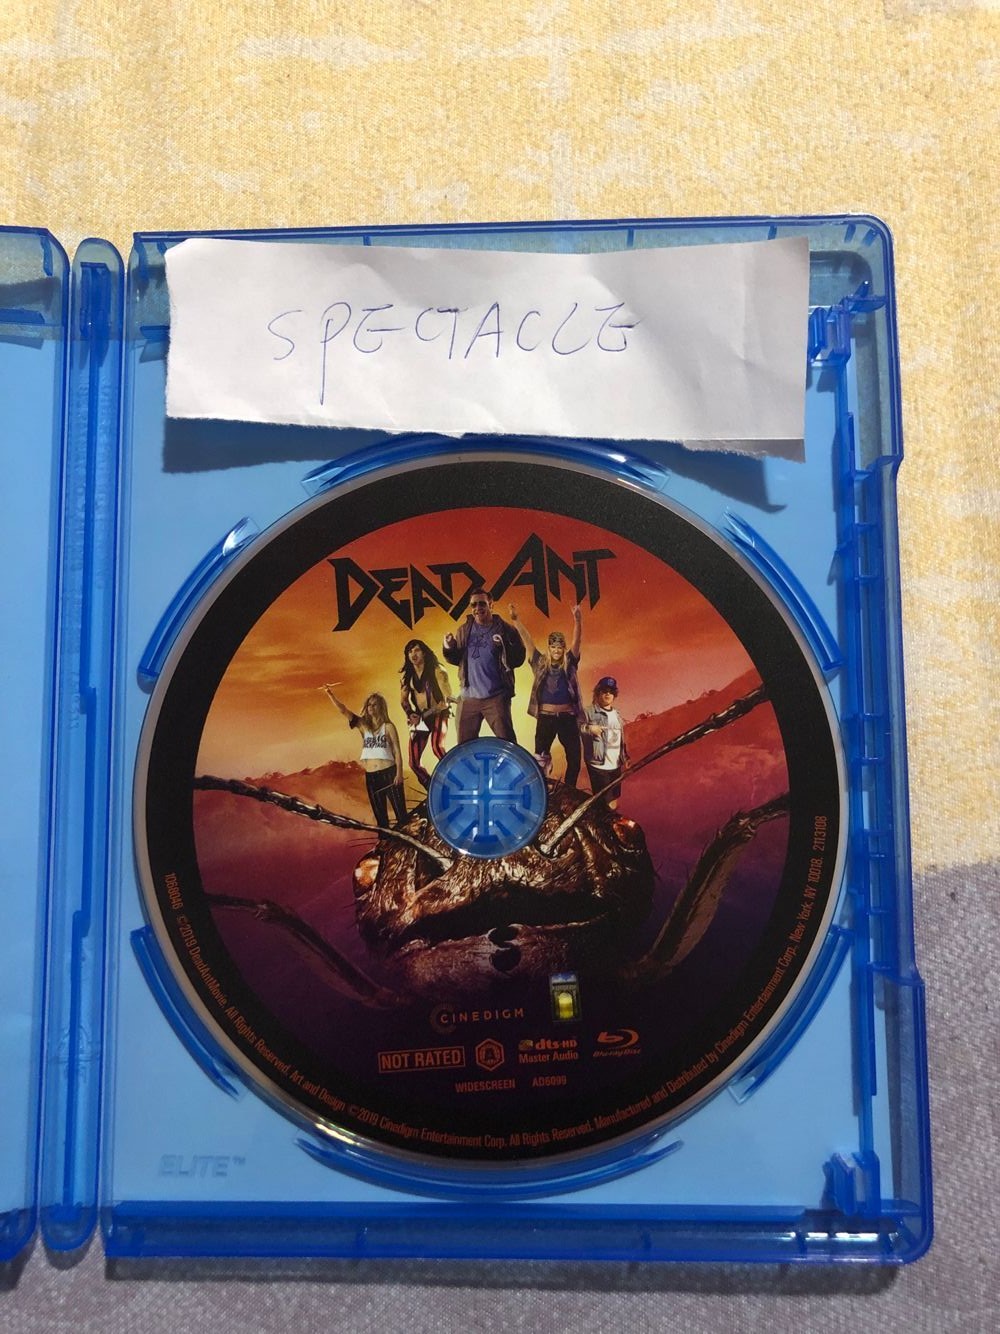 SPECTACLE
DEAD ANT
CINEDIGM
NOT RATED
dts-HD
Master Audio
Blu-ray Disc
WIDESCREEN AD6099
1068046 ©2019 DeadAntMovie. All Rights Reserved. Art and Design ©2019 Cinedigm Entertainment Corp. All Rights Reserved. Manufactured and Distributed by Cinedigm Entertainment Corp., New York, NY 10018. 2113108
ELITE™